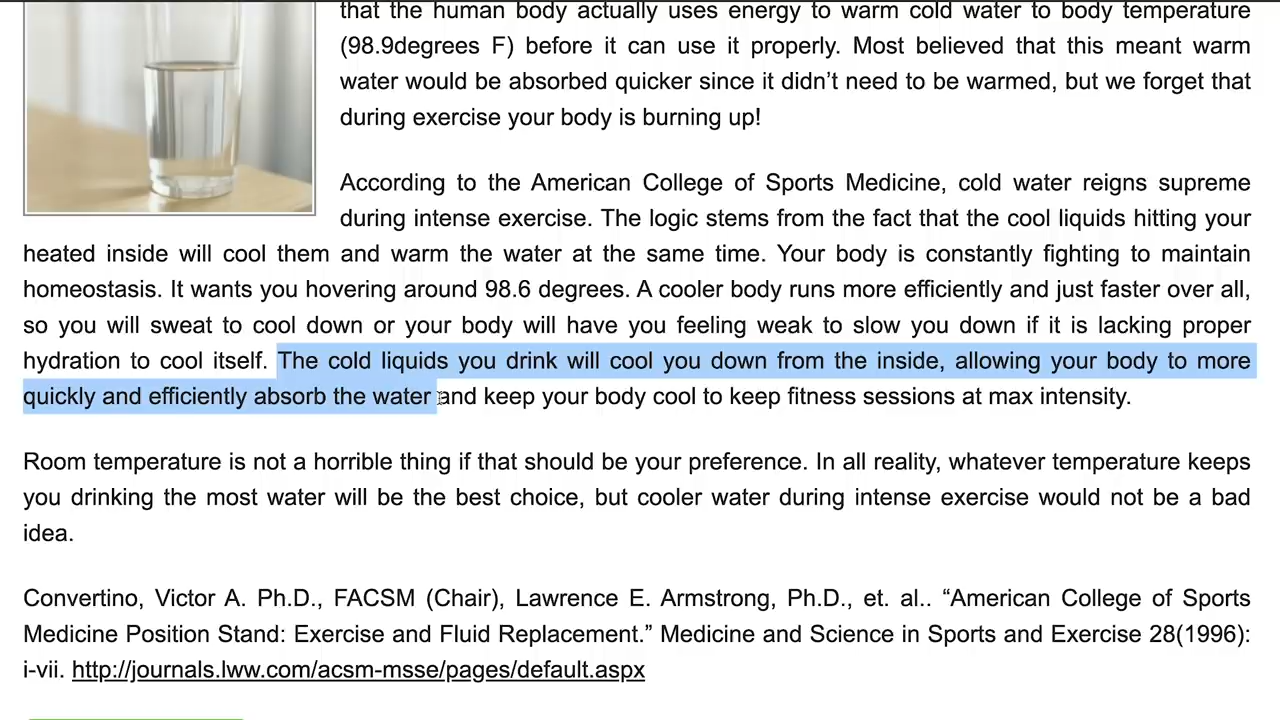 that the human body actually uses energy to warm cold water to body temperature
(98.9degrees F) before it can use it properly. Most believed that this meant warm
water would be absorbed quicker since it didn’t need to be warmed, but we forget that
during exercise your body is burning up!
According to the American College of Sports Medicine, cold water reigns supreme
during intense exercise. The logic stems from the fact that the cool liquids hitting your
heated inside will cool them and warm the water at the same time. Your body is constantly fighting to maintain
homeostasis. It wants you hovering around 98.6 degrees. A cooler body runs more efficiently and just faster over all,
so you will sweat to cool down or your body will have you feeling weak to slow you down if it is lacking proper
hydration to cool itself. The cold liquids you drink will cool you down from the inside, allowing your body to more
quickly and efficiently absorb the water and keep your body cool to keep fitness sessions at max intensity.
Room temperature is not a horrible thing if that should be your preference. In all reality, whatever temperature keeps
you drinking the most water will be the best choice, but cooler water during intense exercise would not be a bad
idea.
Convertino, Victor A. Ph.D., FACSM (Chair), Lawrence E. Armstrong, Ph.D., et. al.. “American College of Sports
Medicine Position Stand: Exercise and Fluid Replacement.” Medicine and Science in Sports and Exercise 28(1996):
i-vii. http://journals.lww.com/acsm-msse/pages/default.aspx